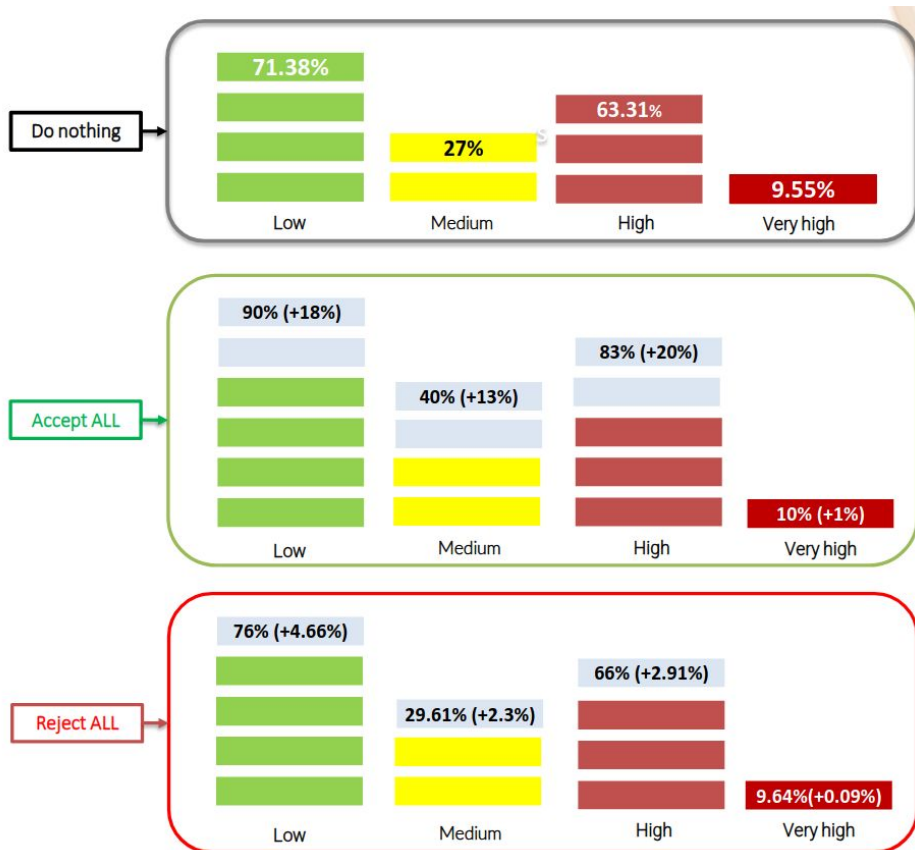 71.38%
63.31%
Do nothing
27%
s
9.55%
Low
Medium
High
Very high
90% (+18%)
83% (+20%)
40% (+13%)
Accept ALL
10% (+1%)
Low
Medium
High
Very high
76% (+4.66%)
66% (+2.91%)
29.61% (+2.3%)
Reject ALL
9.64%(+0.09%)
Low
Medium
High
Very high